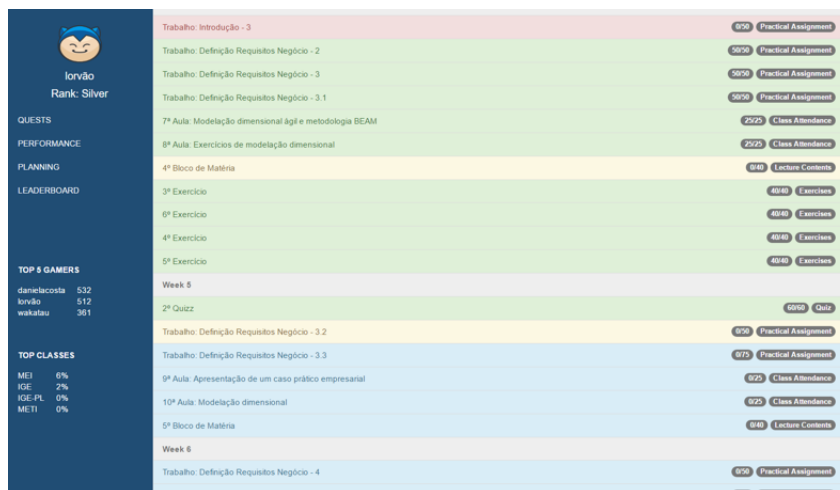 lorvão
Rank: Silver
QUESTS
PERFORMANCE
PLANNING
LEADERBOARD
TOP 5 GAMERS
danielacosta 532
lorvão 512
wakatau 361
TOP CLASSES
MEI 6%
IGE 2%
IGE-PL 0%
METI 0%
Trabalho: Introdução - 3 0/50 Practical Assignment
Trabalho: Definição Requisitos Negócio - 2 50/50 Practical Assignment
Trabalho: Definição Requisitos Negócio - 3 50/50 Practical Assignment
Trabalho: Definição Requisitos Negócio - 3.1 50/50 Practical Assignment
7ª Aula: Modelação dimensional ágil e metodologia BEAM 25/25 Class Attendance
8ª Aula: Exercícios de modelação dimensional 25/25 Class Attendance
4º Bloco de Matéria 0/40 Lecture Contents
3º Exercício 40/40 Exercises
6º Exercício 40/40 Exercises
4º Exercício 40/40 Exercises
5º Exercício 40/40 Exercises
Week 5
2º Quizz 60/60 Quiz
Trabalho: Definição Requisitos Negócio - 3.2 0/50 Practical Assignment
Trabalho: Definição Requisitos Negócio - 3.3 0/75 Practical Assignment
9ª Aula: Apresentação de um caso prático empresarial 0/25 Class Attendance
10ª Aula: Modelação dimensional 0/25 Class Attendance
5º Bloco de Matéria 0/40 Lecture Contents
Week 6
Trabalho: Definição Requisitos Negócio - 4 0/50 Practical Assignment